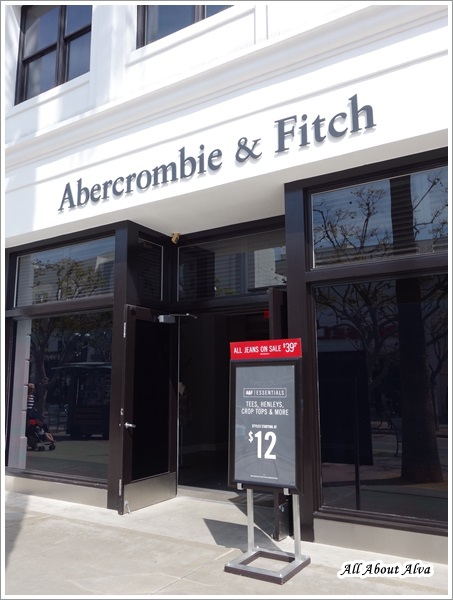 Abercrombie & Fitch
ALL JEANS ON SALE $39
A&F ESSENTIALS
TEES, HENLEYS,
CROP TOPS & MORE
STYLES STARTING AT
$12
All About Alva